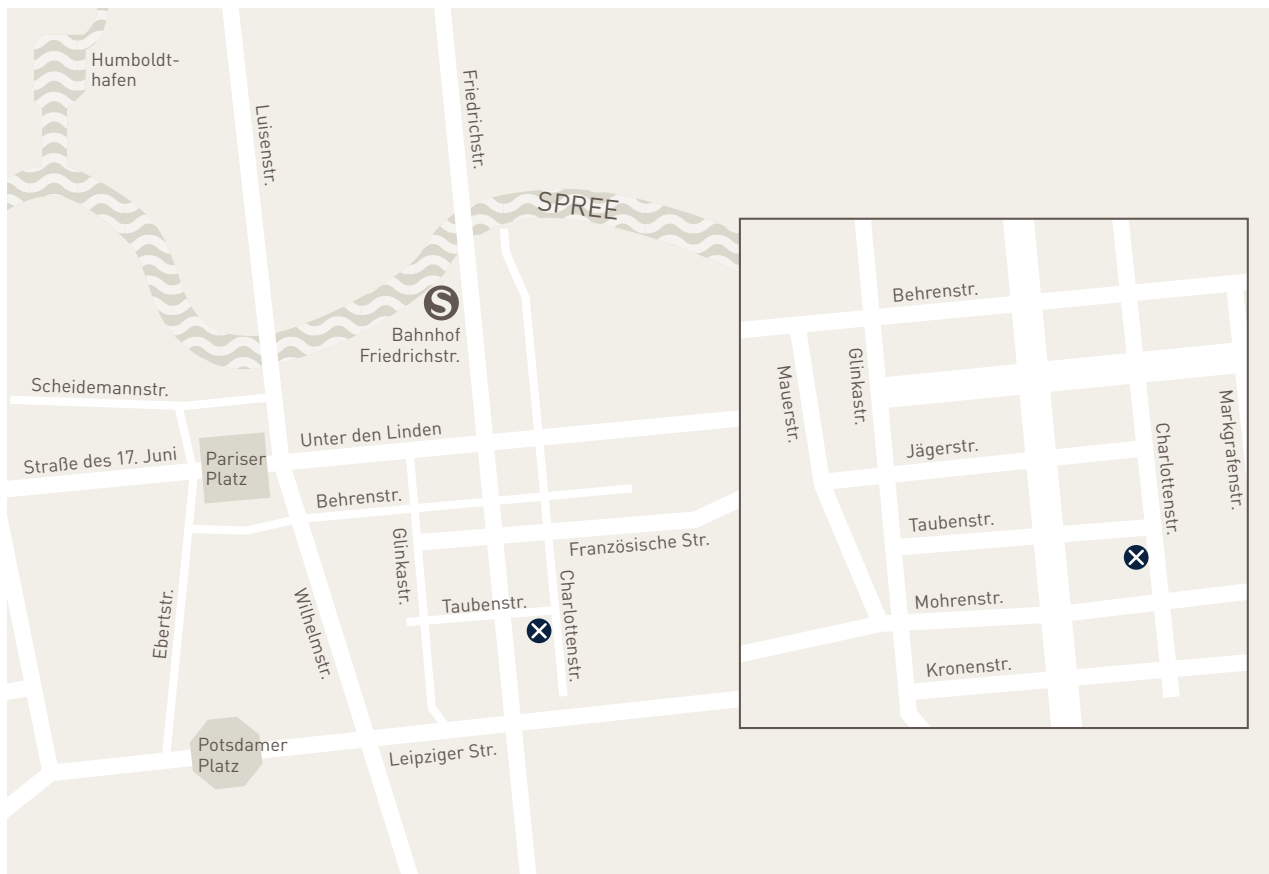 Humboldt-
hafen
Luisenstr.
Friedrichstr.
SPREE
S
Bahnhof
Friedrichstr.
Scheidemannstr.
Straße des 17. Juni
Pariser
Platz
Unter den Linden
Behrenstr.
Glinkastr.
Französische Str.
Taubenstr.
Charlottenstr.
Ebertstr.
Wilhelmstr.
Potsdamer
Platz
Leipziger Str.
Behrenstr.
Mauerstr.
Glinkastr.
Jägerstr.
Markgrafenstr.
Charlottenstr.
Taubenstr.
Mohrenstr.
Kronenstr.